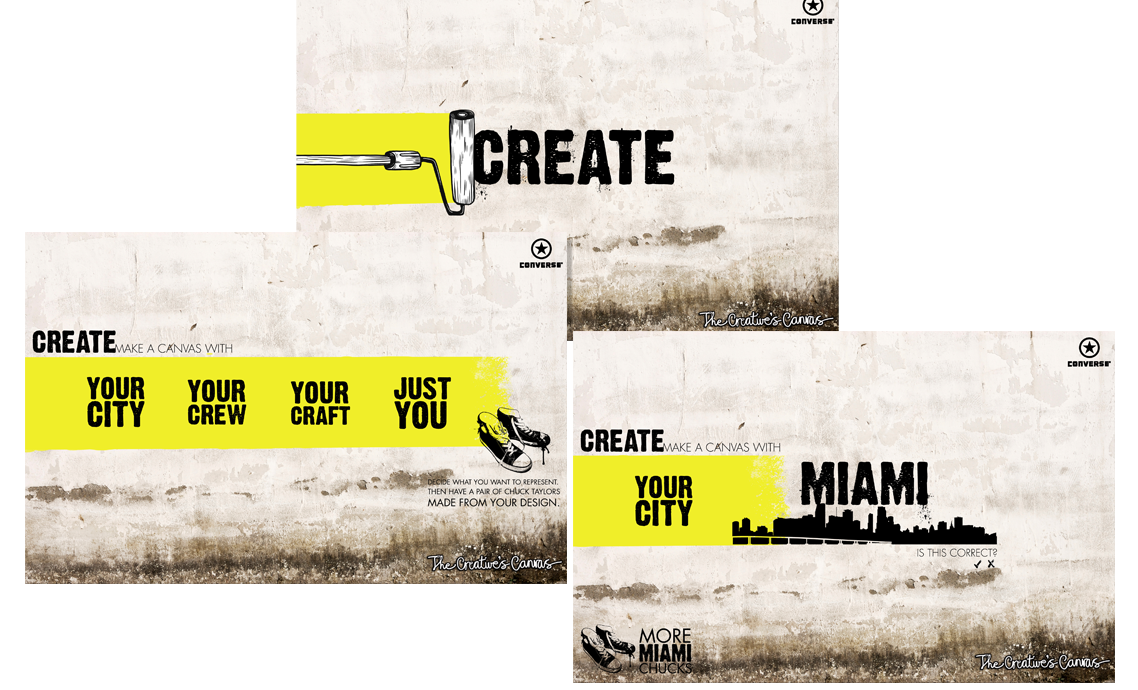 CONVERSE
CREATE
The Creative's Canvas
CONVERSE
CREATE MAKE A CANVAS WITH
YOUR CITY
YOUR CREW
YOUR CRAFT
JUST YOU
DECIDE WHAT YOU WANT TO REPRESENT.
THEN HAVE A PAIR OF CHUCK TAYLORS
MADE FROM YOUR DESIGN.
The Creative's Canvas
CONVERSE
CREATE MAKE A CANVAS WITH
YOUR
CITY
MIAMI
IS THIS CORRECT?
✓ ✗
MORE
MIAMI
CHUCKS
The Creative's Canvas